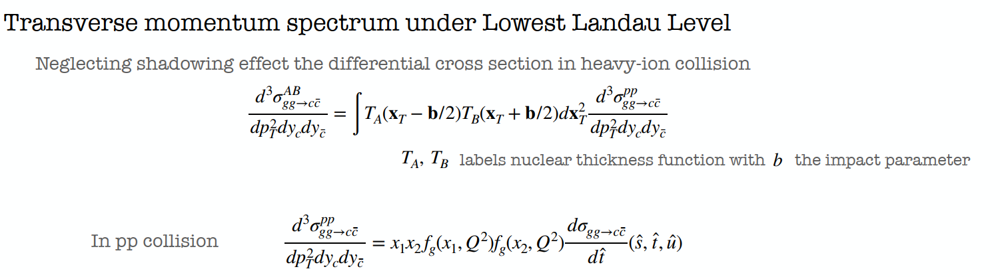 Transverse momentum spectrum under Lowest Landau Level
Neglecting shadowing effect the differential cross section in heavy-ion collision
\frac{d^3\sigma^{AB}_{gg\to c\bar{c}}}{dp_T^2 dy_c dy_{\bar{c}}} = \int T_A(\mathbf{x}_T - \mathbf{b}/2) T_B(\mathbf{x}_T + \mathbf{b}/2) d\mathbf{x}_T^2 \frac{d^3\sigma^{pp}_{gg\to c\bar{c}}}{dp_T^2 dy_c dy_{\bar{c}}}
T_A, T_B labels nuclear thickness function with b the impact parameter
In pp collision \frac{d^3\sigma^{pp}_{gg\to c\bar{c}}}{dp_T^2 dy_c dy_{\bar{c}}} = x_1 x_2 f_g(x_1, Q^2) f_g(x_2, Q^2) \frac{d\sigma_{gg\to c\bar{c}}}{d\hat{t}} (\hat{s}, \hat{t}, \hat{u})